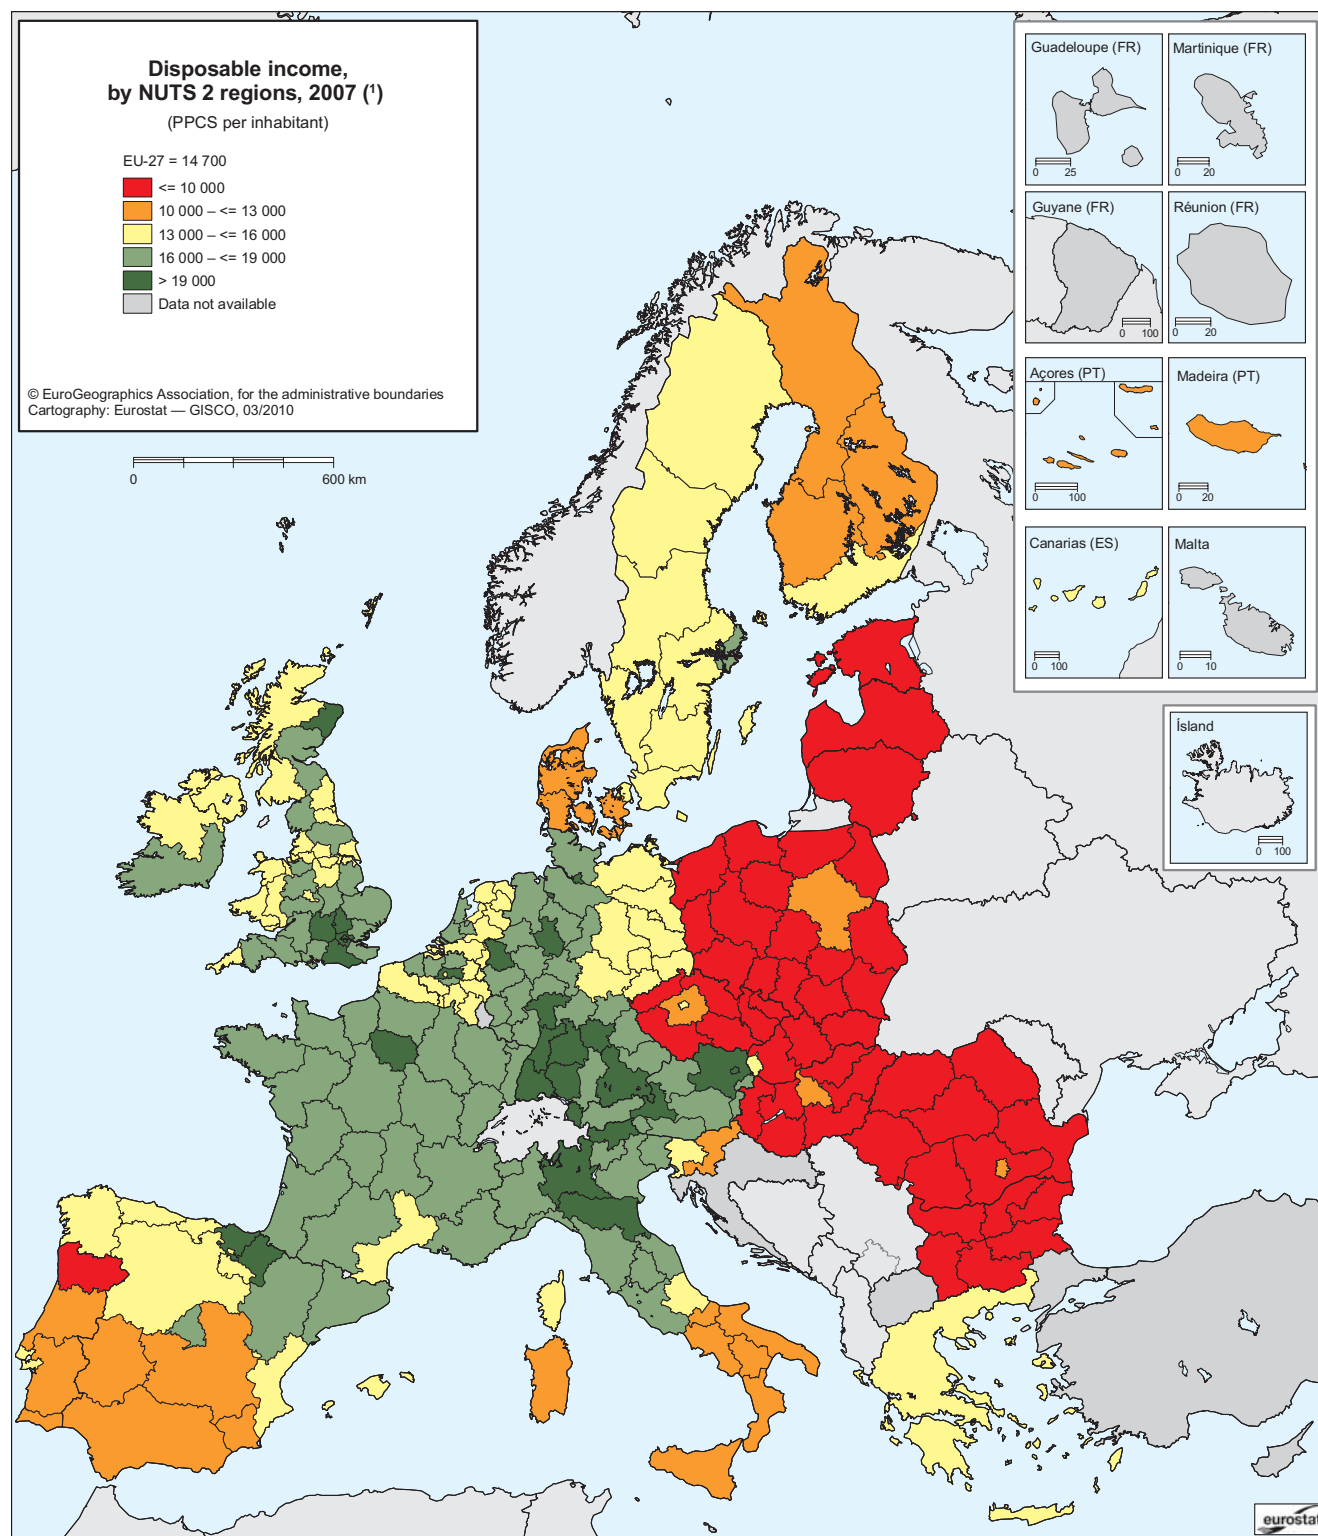 Disposable income,
by NUTS 2 regions, 2007 (¹)
(PPCS per inhabitant)
EU-27 = 14 700
<= 10 000
10 000 – <= 13 000
13 000 – <= 16 000
16 000 – <= 19 000
> 19 000
Data not available
© EuroGeographics Association, for the administrative boundaries
Cartography: Eurostat — GISCO, 03/2010
0 600 km
Guadeloupe (FR)
0 25
Martinique (FR)
0 20
Guyane (FR)
0 100
Réunion (FR)
0 20
Açores (PT)
0 100
Madeira (PT)
0 20
Canarias (ES)
0 100
Malta
0 10
Ísland
0 100
eurostat